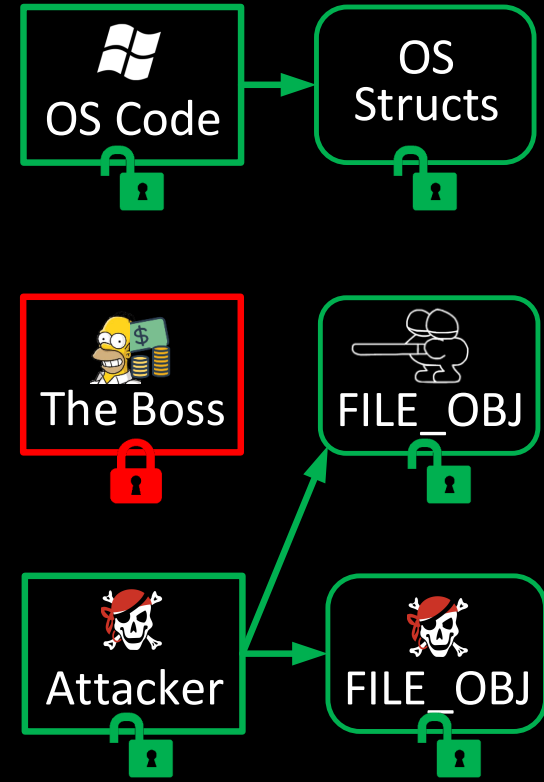 OS Code
OS
Structs
$
The Boss
FILE_OBJ
Attacker
FILE_OBJ